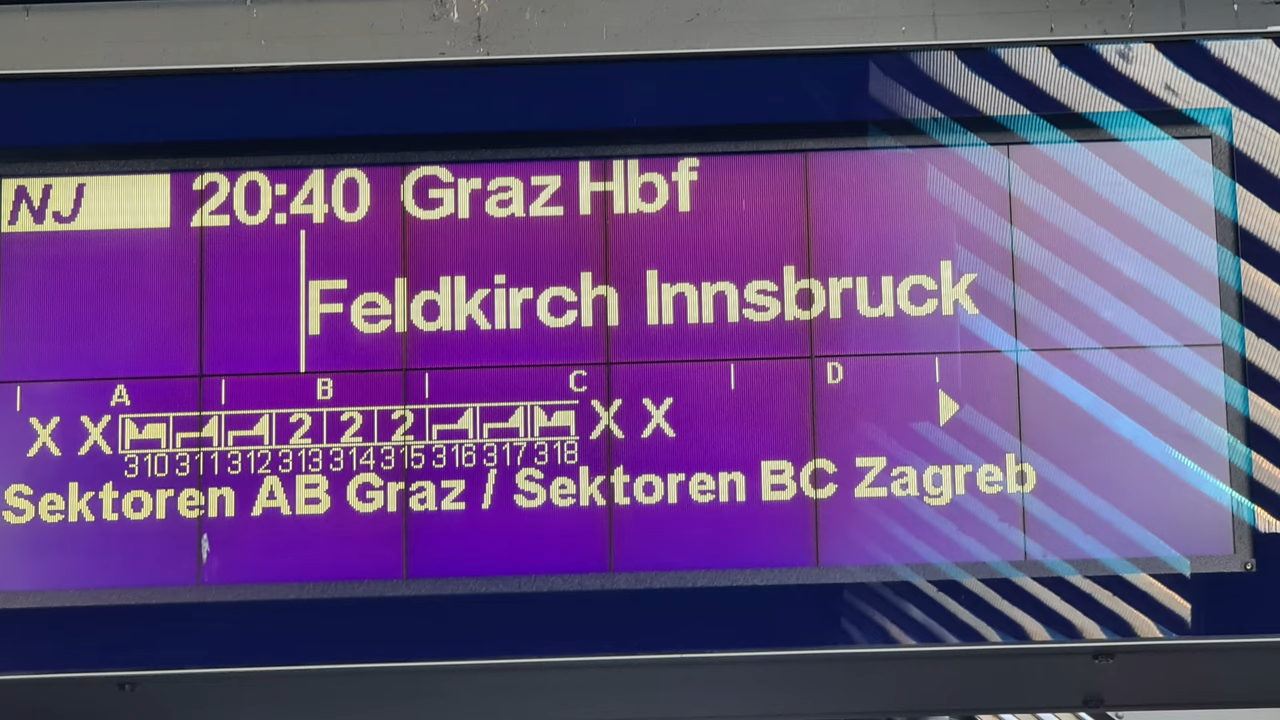 NJ 20:40 Graz Hbf
Feldkirch Innsbruck
A B C D
X X 2 2 2 X X
310 311 312 313 314 315 316 317 318
Sektoren AB Graz / Sektoren BC Zagreb